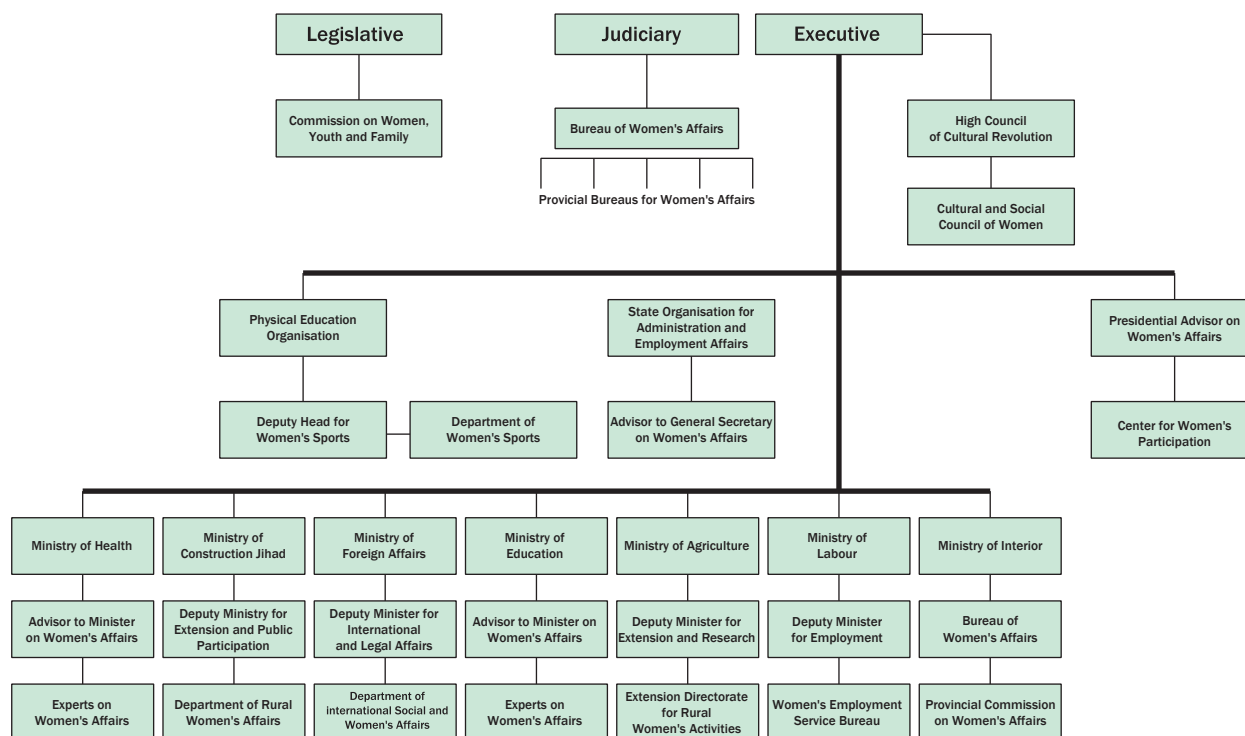 Legislative
Judiciary
Executive
Commission on Women,
Youth and Family
Bureau of Women's Affairs
High Council
of Cultural Revolution
Provicial Bureaus for Women's Affairs
Cultural and Social
Council of Women
Physical Education
Organisation
State Organisation for
Administration and
Employment Affairs
Presidential Advisor on
Women's Affairs
Deputy Head for
Women's Sports
Department of
Women's Sports
Advisor to General Secretary
on Women's Affairs
Center for Women's
Participation
Ministry of Health
Ministry of
Construction Jihad
Ministry of
Foreign Affairs
Ministry of
Education
Ministry of Agriculture
Ministry of
Labour
Ministry of Interior
Advisor to Minister
on Women's Affairs
Deputy Ministry for
Extension and Public
Participation
Deputy Minister for
International
and Legal Affairs
Advisor to Minister on
Women's Affairs
Deputy Minister for
Extension and Research
Deputy Minister
for Employment
Bureau of
Women's Affairs
Experts on
Women's Affairs
Department of Rural
Women's Affairs
Department of
international Social and
Women's Affairs
Experts on
Women's Affairs
Extension Directorate
for Rural
Women's Activities
Women's Employment
Service Bureau
Provincial Commission
on Women's Affairs